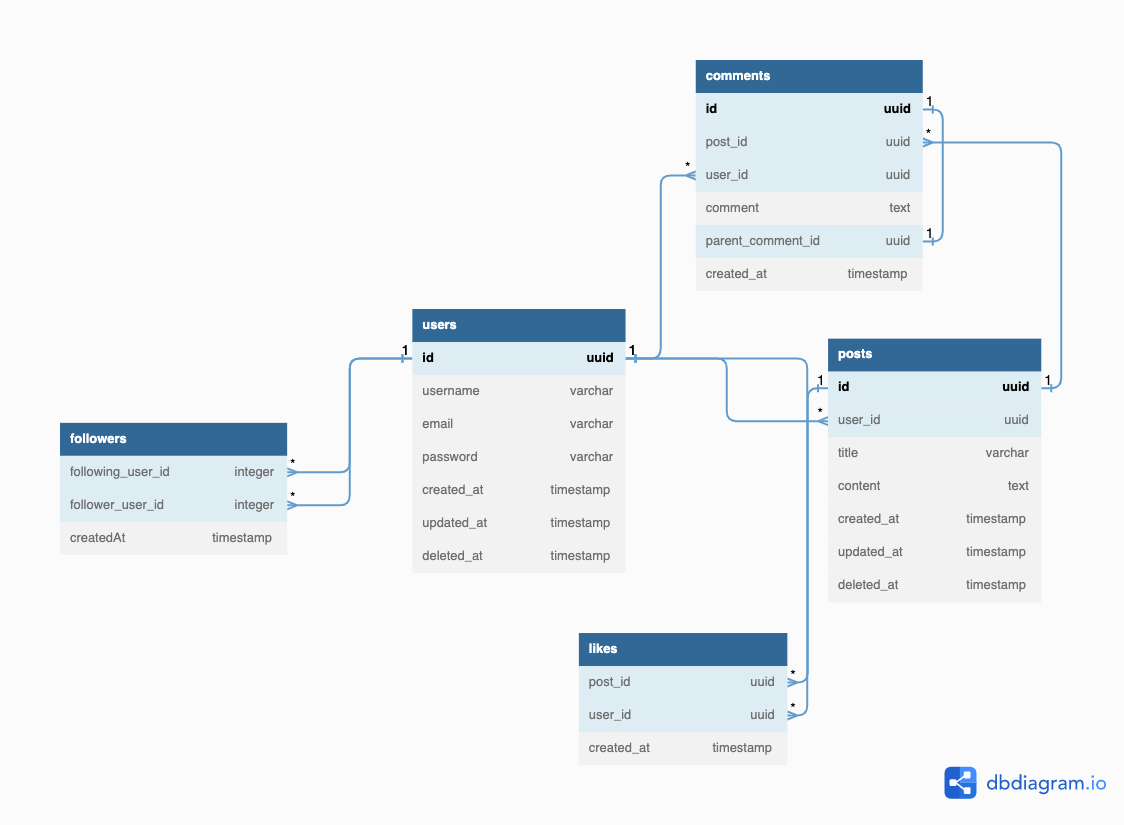 comments
1
id uuid
*
post_id uuid
*
user_id uuid
comment text
1
parent_comment_id uuid
created_at timestamp
users
1 1
id uuid
username varchar
email varchar
password varchar
created_at timestamp
updated_at timestamp
deleted_at timestamp
posts
1 1
id uuid
*
user_id uuid
title varchar
content text
created_at timestamp
updated_at timestamp
deleted_at timestamp
followers
*
following_user_id integer
*
follower_user_id integer
createdAt timestamp
likes
*
post_id uuid
*
user_id uuid
created_at timestamp
dbdiagram.io